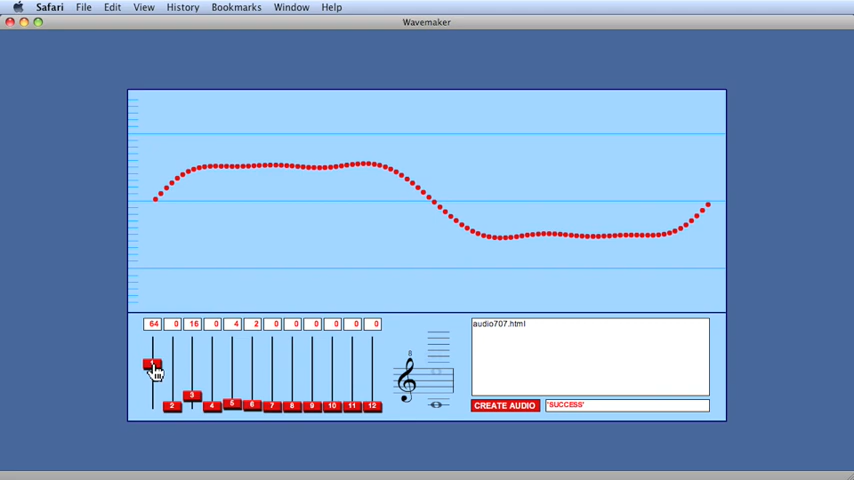 Safari File Edit View History Bookmarks Window Help
Wavemaker
64 0 16 0 4 2 0 0 0 0 0 0
audio707.html
8
3
2 4 5 6 7 8 9 10 11 12
CREATE AUDIO 'SUCCESS'